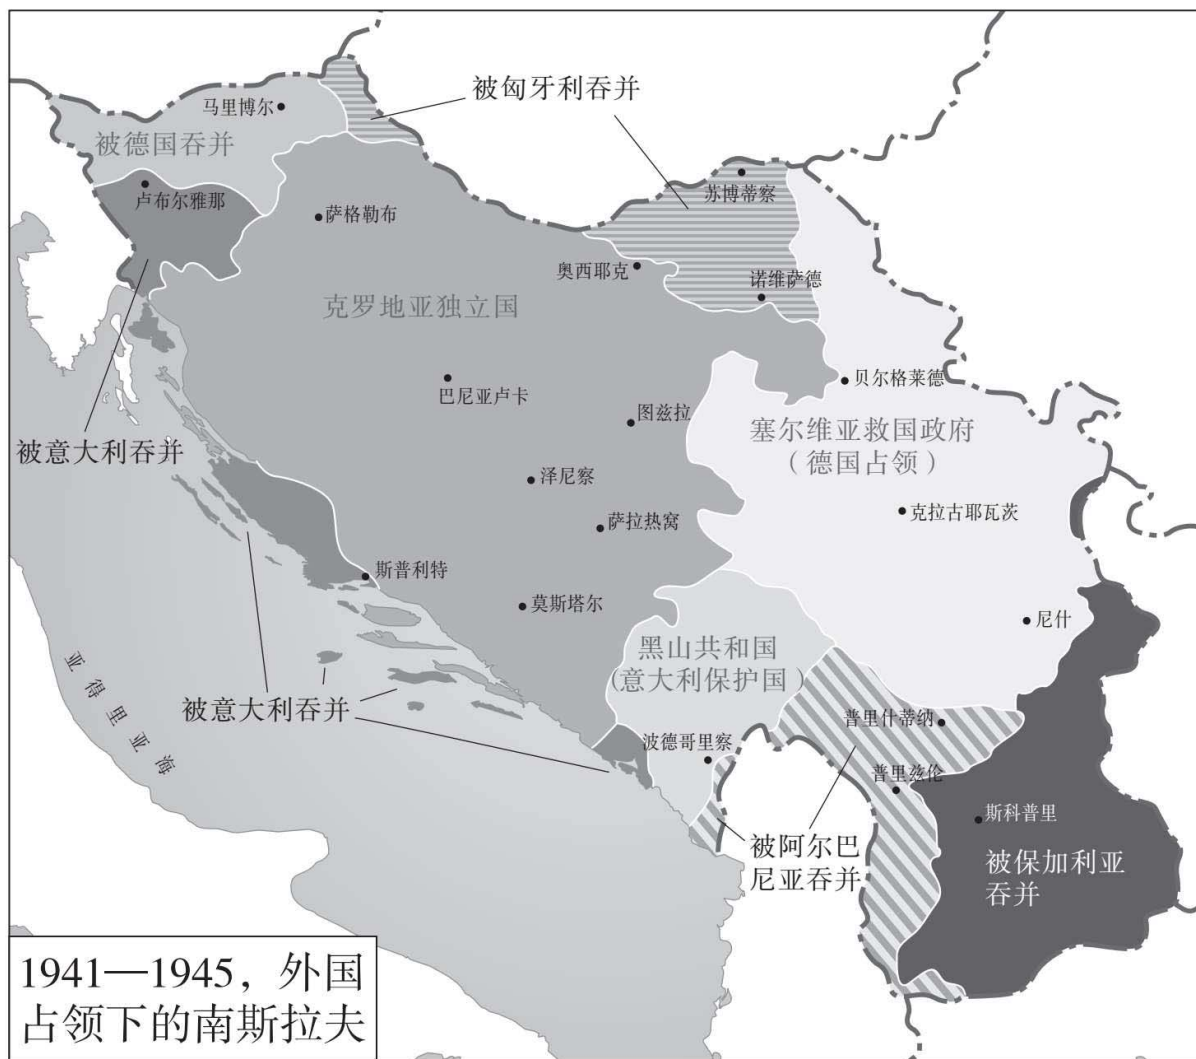 被匈牙利吞并
马里博尔
被德国吞并
苏博蒂察
卢布尔雅那
萨格勒布
奥西耶克
诺维萨德
克罗地亚独立国
贝尔格莱德
巴尼亚卢卡
图兹拉
塞尔维亚救国政府
（德国占领）
被意大利吞并
泽尼察
克拉古耶瓦茨
萨拉热窝
斯普利特
莫斯塔尔
尼什
黑山共和国
（意大利保护国）
亚得里亚海
被意大利吞并
普里什蒂纳
波德哥里察
普里兹伦
斯科普里
被阿尔巴
尼亚吞并
被保加利亚
吞并
1941—1945，外国
占领下的南斯拉夫